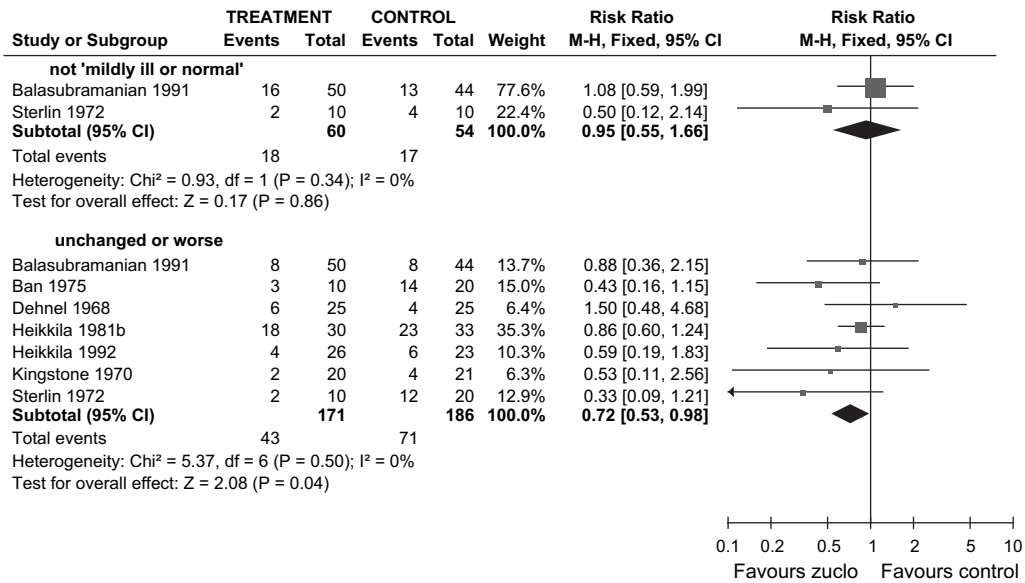 TREATMENT CONTROL Risk Ratio Risk Ratio
Study or Subgroup Events Total Events Total Weight M-H, Fixed, 95% CI M-H, Fixed, 95% CI
not 'mildly ill or normal'
Balasubramanian 1991 16 50 13 44 77.6% 1.08 [0.59, 1.99]
Sterlin 1972 2 10 4 10 22.4% 0.50 [0.12, 2.14]
Subtotal (95% CI) 60 54 100.0% 0.95 [0.55, 1.66]
Total events 18 17
Heterogeneity: Chi² = 0.93, df = 1 (P = 0.34); I² = 0%
Test for overall effect: Z = 0.17 (P = 0.86)
unchanged or worse
Balasubramanian 1991 8 50 8 44 13.7% 0.88 [0.36, 2.15]
Ban 1975 3 10 14 20 15.0% 0.43 [0.16, 1.15]
Dehnel 1968 6 25 4 25 6.4% 1.50 [0.48, 4.68]
Heikkila 1981b 18 30 23 33 35.3% 0.86 [0.60, 1.24]
Heikkila 1992 4 26 6 23 10.3% 0.59 [0.19, 1.83]
Kingstone 1970 2 20 4 21 6.3% 0.53 [0.11, 2.56]
Sterlin 1972 2 10 12 20 12.9% 0.33 [0.09, 1.21]
Subtotal (95% CI) 171 186 100.0% 0.72 [0.53, 0.98]
Total events 43 71
Heterogeneity: Chi² = 5.37, df = 6 (P = 0.50); I² = 0%
Test for overall effect: Z = 2.08 (P = 0.04)
0.1 0.2 0.5 1 2 5 10
Favours zuclo Favours control